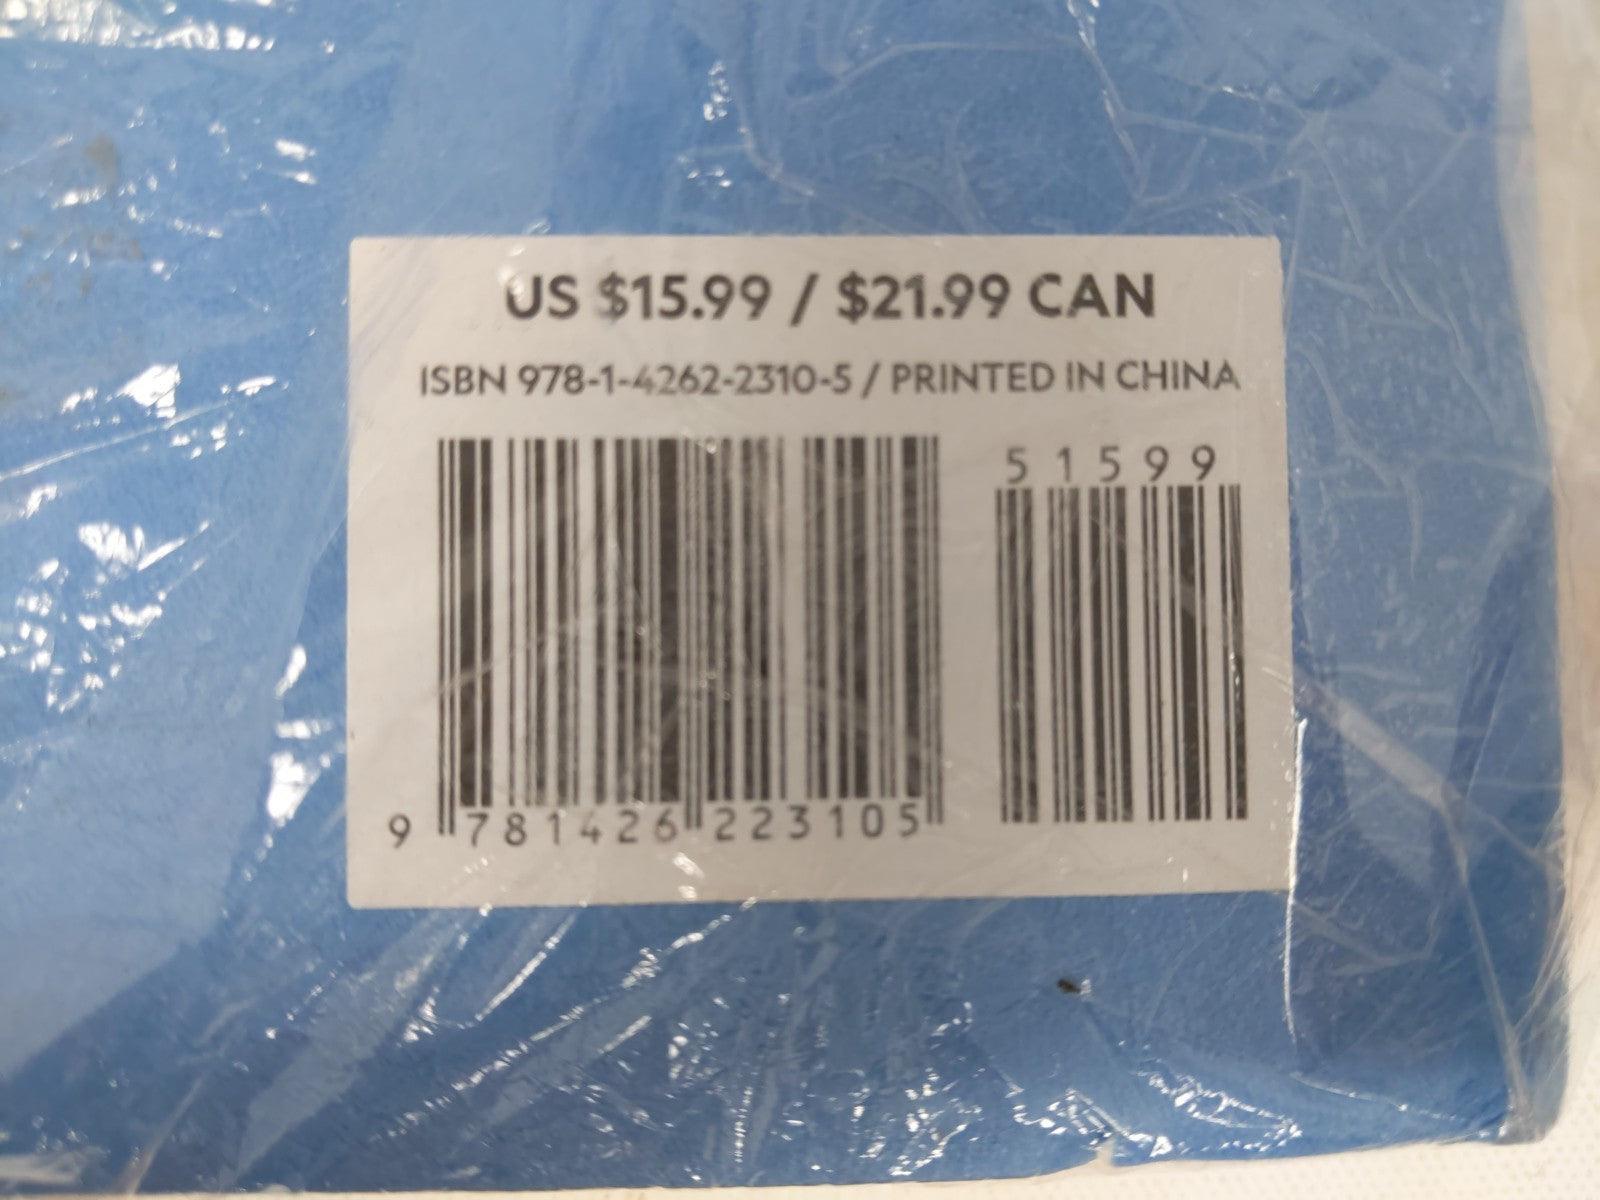 US $15.99 / $21.99 CAN
ISBN 978-1-4262-2310-5 / PRINTED IN CHINA
51599
9 781426 223105